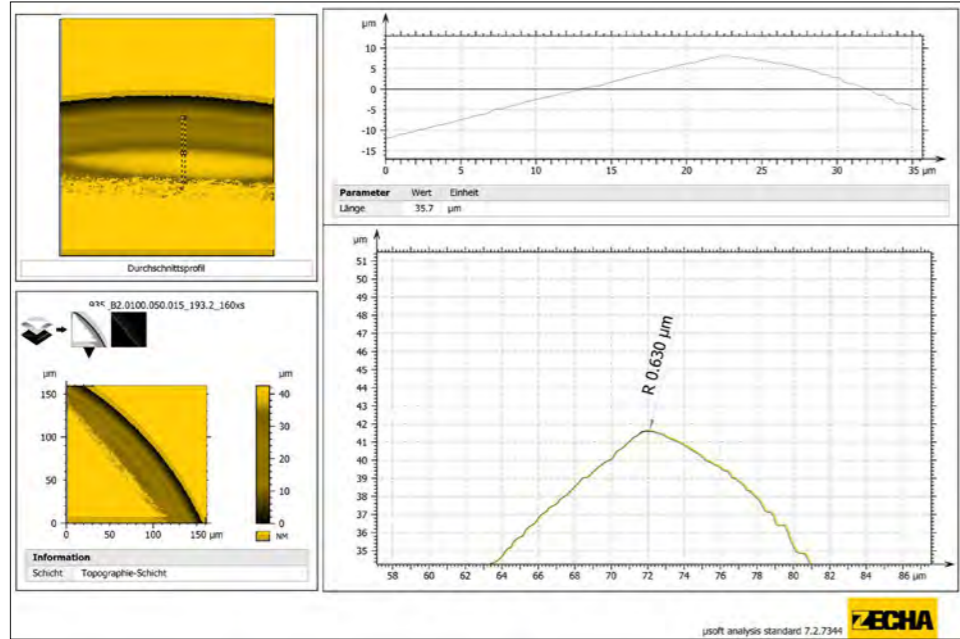 Durchschnittsprofil
µm
10
5
0
-5
-10
-15
0 5 10 15 20 25 30 35 µm
Parameter Wert Einheit
Länge 35.7 µm
935_B2.0100.050.015_193.2_160xs
µm
150
100
50
0
0 50 100 150 µm
µm
40
30
20
10
0
NM
Information
Schicht Topographie-Schicht
µm
51
50
49
48
47
46
45
44
43
42
41
40
39
38
37
36
35
R 0.630 µm
58 60 62 64 66 68 70 72 74 76 78 80 82 84 86 µm
µsoft analysis standard 7.2.7344
ZECHA